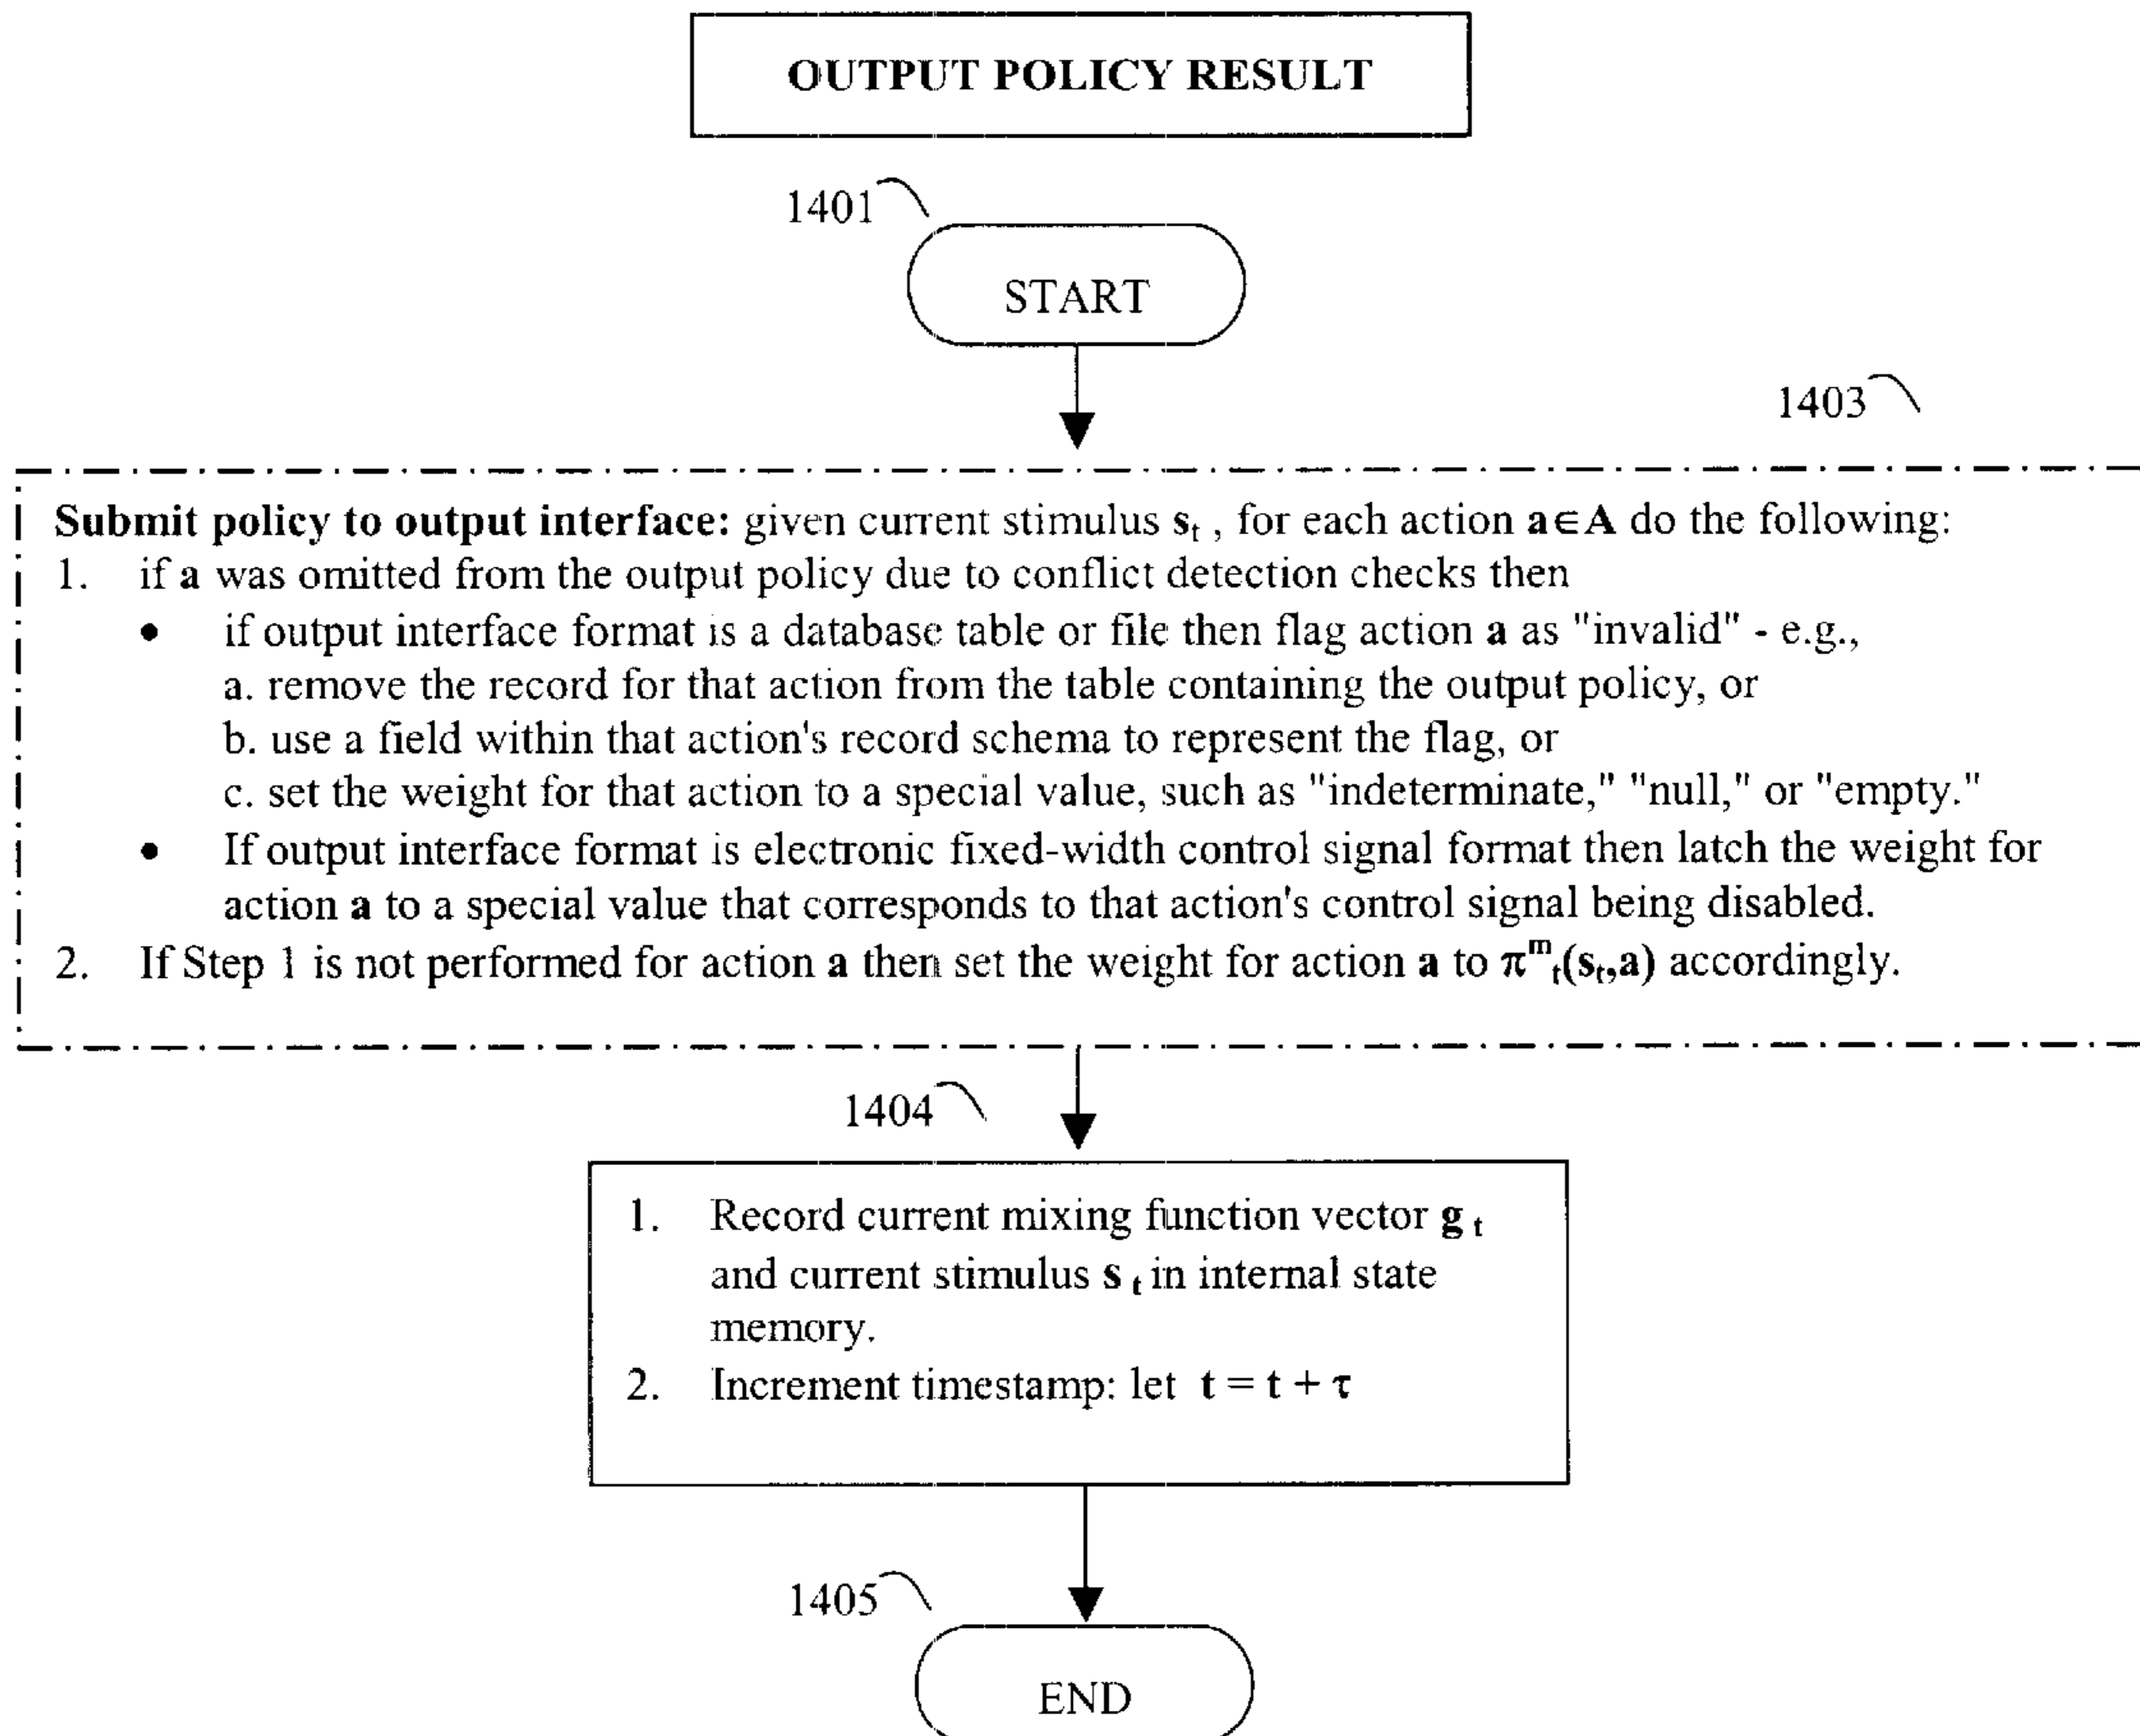 OUTPUT POLICY RESULT
1401
START
1403
Submit policy to output interface: given current stimulus sₜ , for each action a∈A do the following:
1. if a was omitted from the output policy due to conflict detection checks then
• if output interface format is a database table or file then flag action a as "invalid" - e.g.,
a. remove the record for that action from the table containing the output policy, or
b. use a field within that action's record schema to represent the flag, or
c. set the weight for that action to a special value, such as "indeterminate," "null," or "empty."
• If output interface format is electronic fixed-width control signal format then latch the weight for
action a to a special value that corresponds to that action's control signal being disabled.
2. If Step 1 is not performed for action a then set the weight for action a to πᵐₜ(sₜ,a) accordingly.
1404
1. Record current mixing function vector g ₜ
and current stimulus s ₜ in internal state
memory.
2. Increment timestamp: let t = t + τ
1405
END